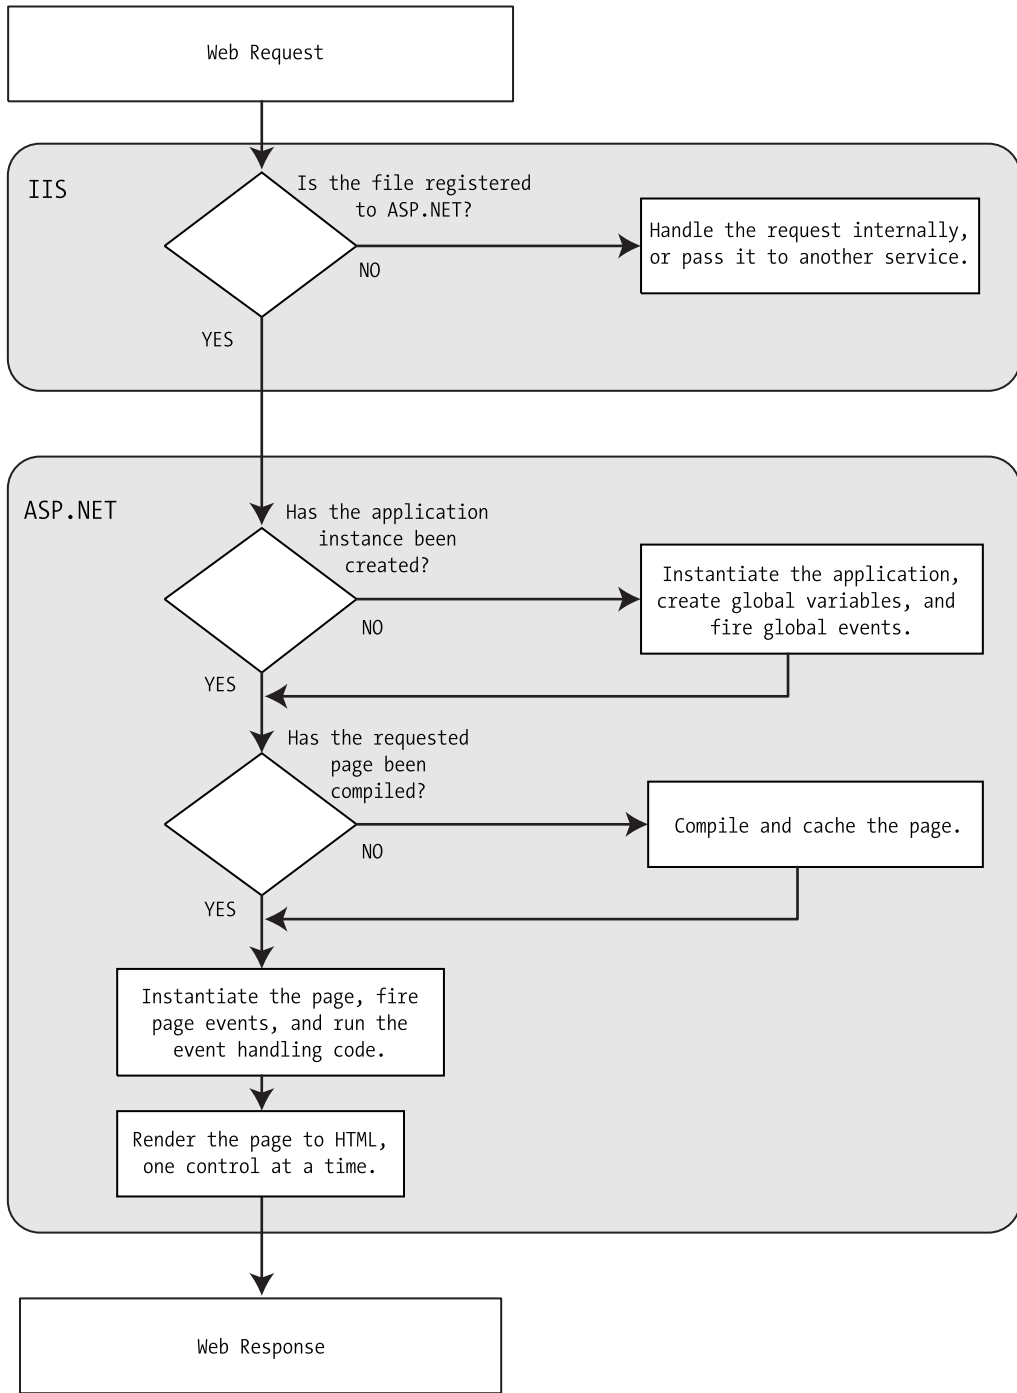 Web Request
IIS
Is the file registered
to ASP.NET?
Handle the request internally,
or pass it to another service.
NO
YES
ASP.NET
Has the application
instance been
created?
Instantiate the application,
create global variables, and
fire global events.
NO
YES
Has the requested
page been
compiled?
Compile and cache the page.
NO
YES
Instantiate the page, fire
page events, and run the
event handling code.
Render the page to HTML,
one control at a time.
Web Response